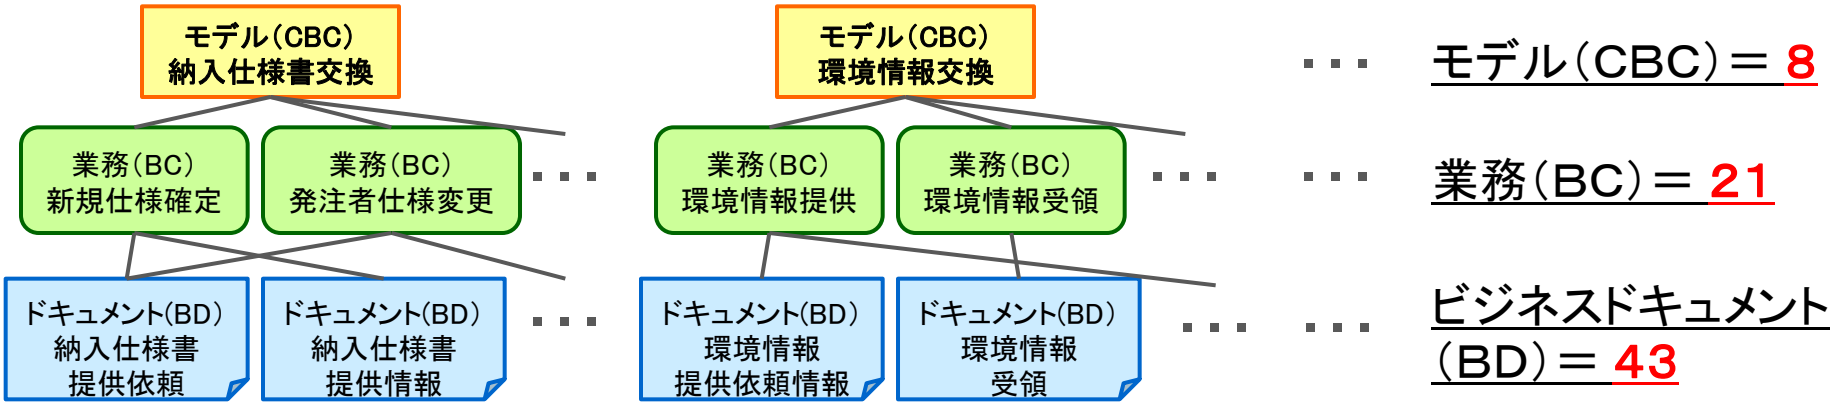 モデル(CBC)
納入仕様書交換
モデル(CBC)
環境情報交換
・・・
モデル(CBC)＝8
業務(BC)
新規仕様確定
業務(BC)
発注者仕様変更
・・・
業務(BC)
環境情報提供
業務(BC)
環境情報受領
・・・
・・・
業務(BC)＝21
ドキュメント(BD)
納入仕様書
提供依頼
ドキュメント(BD)
納入仕様書
提供情報
・・・
ドキュメント(BD)
環境情報
提供依頼情報
ドキュメント(BD)
環境情報
受領
・・・
・・・
ビジネスドキュメント
(BD)＝43